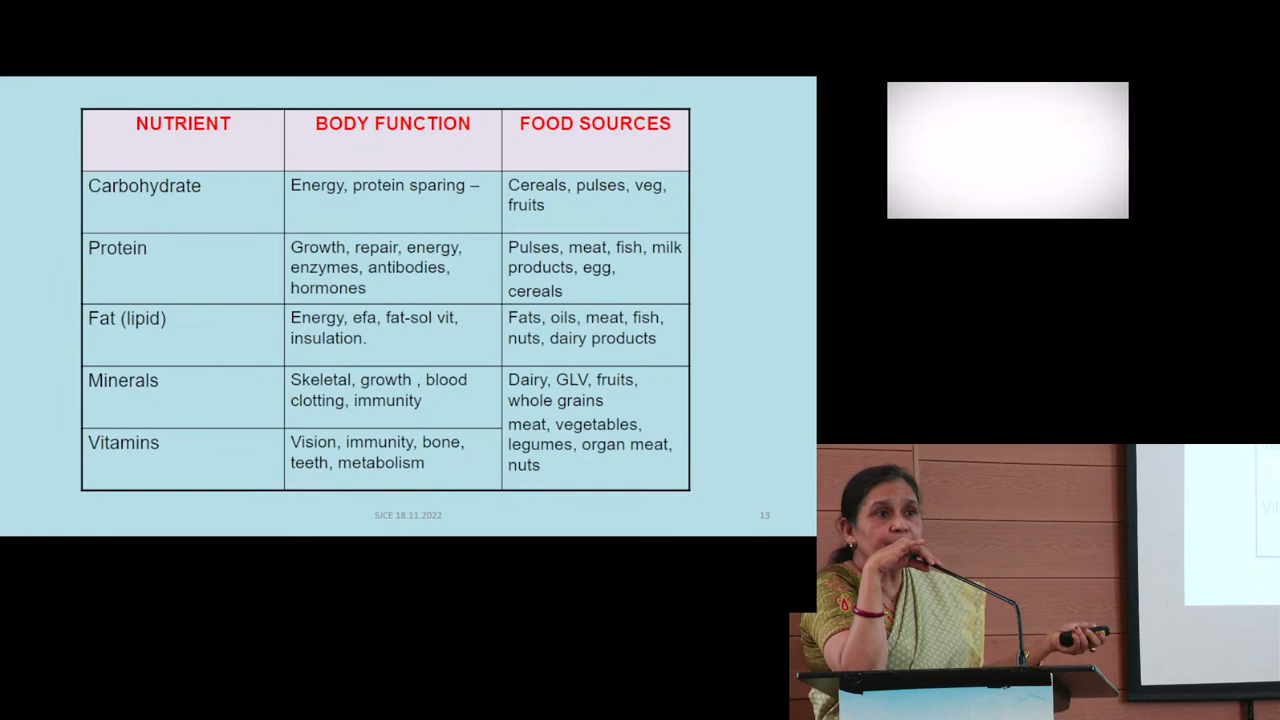 NUTRIENT
BODY FUNCTION
FOOD SOURCES
Carbohydrate
Energy, protein sparing –
Cereals, pulses, veg,
fruits
Protein
Growth, repair, energy,
enzymes, antibodies,
hormones
Pulses, meat, fish, milk
products, egg,
cereals
Fat (lipid)
Energy, efa, fat-sol vit,
insulation.
Fats, oils, meat, fish,
nuts, dairy products
Minerals
Skeletal, growth , blood
clotting, immunity
Dairy, GLV, fruits,
whole grains
meat, vegetables,
legumes, organ meat,
nuts
Vitamins
Vision, immunity, bone,
teeth, metabolism
SJCE 18.11.2022
13